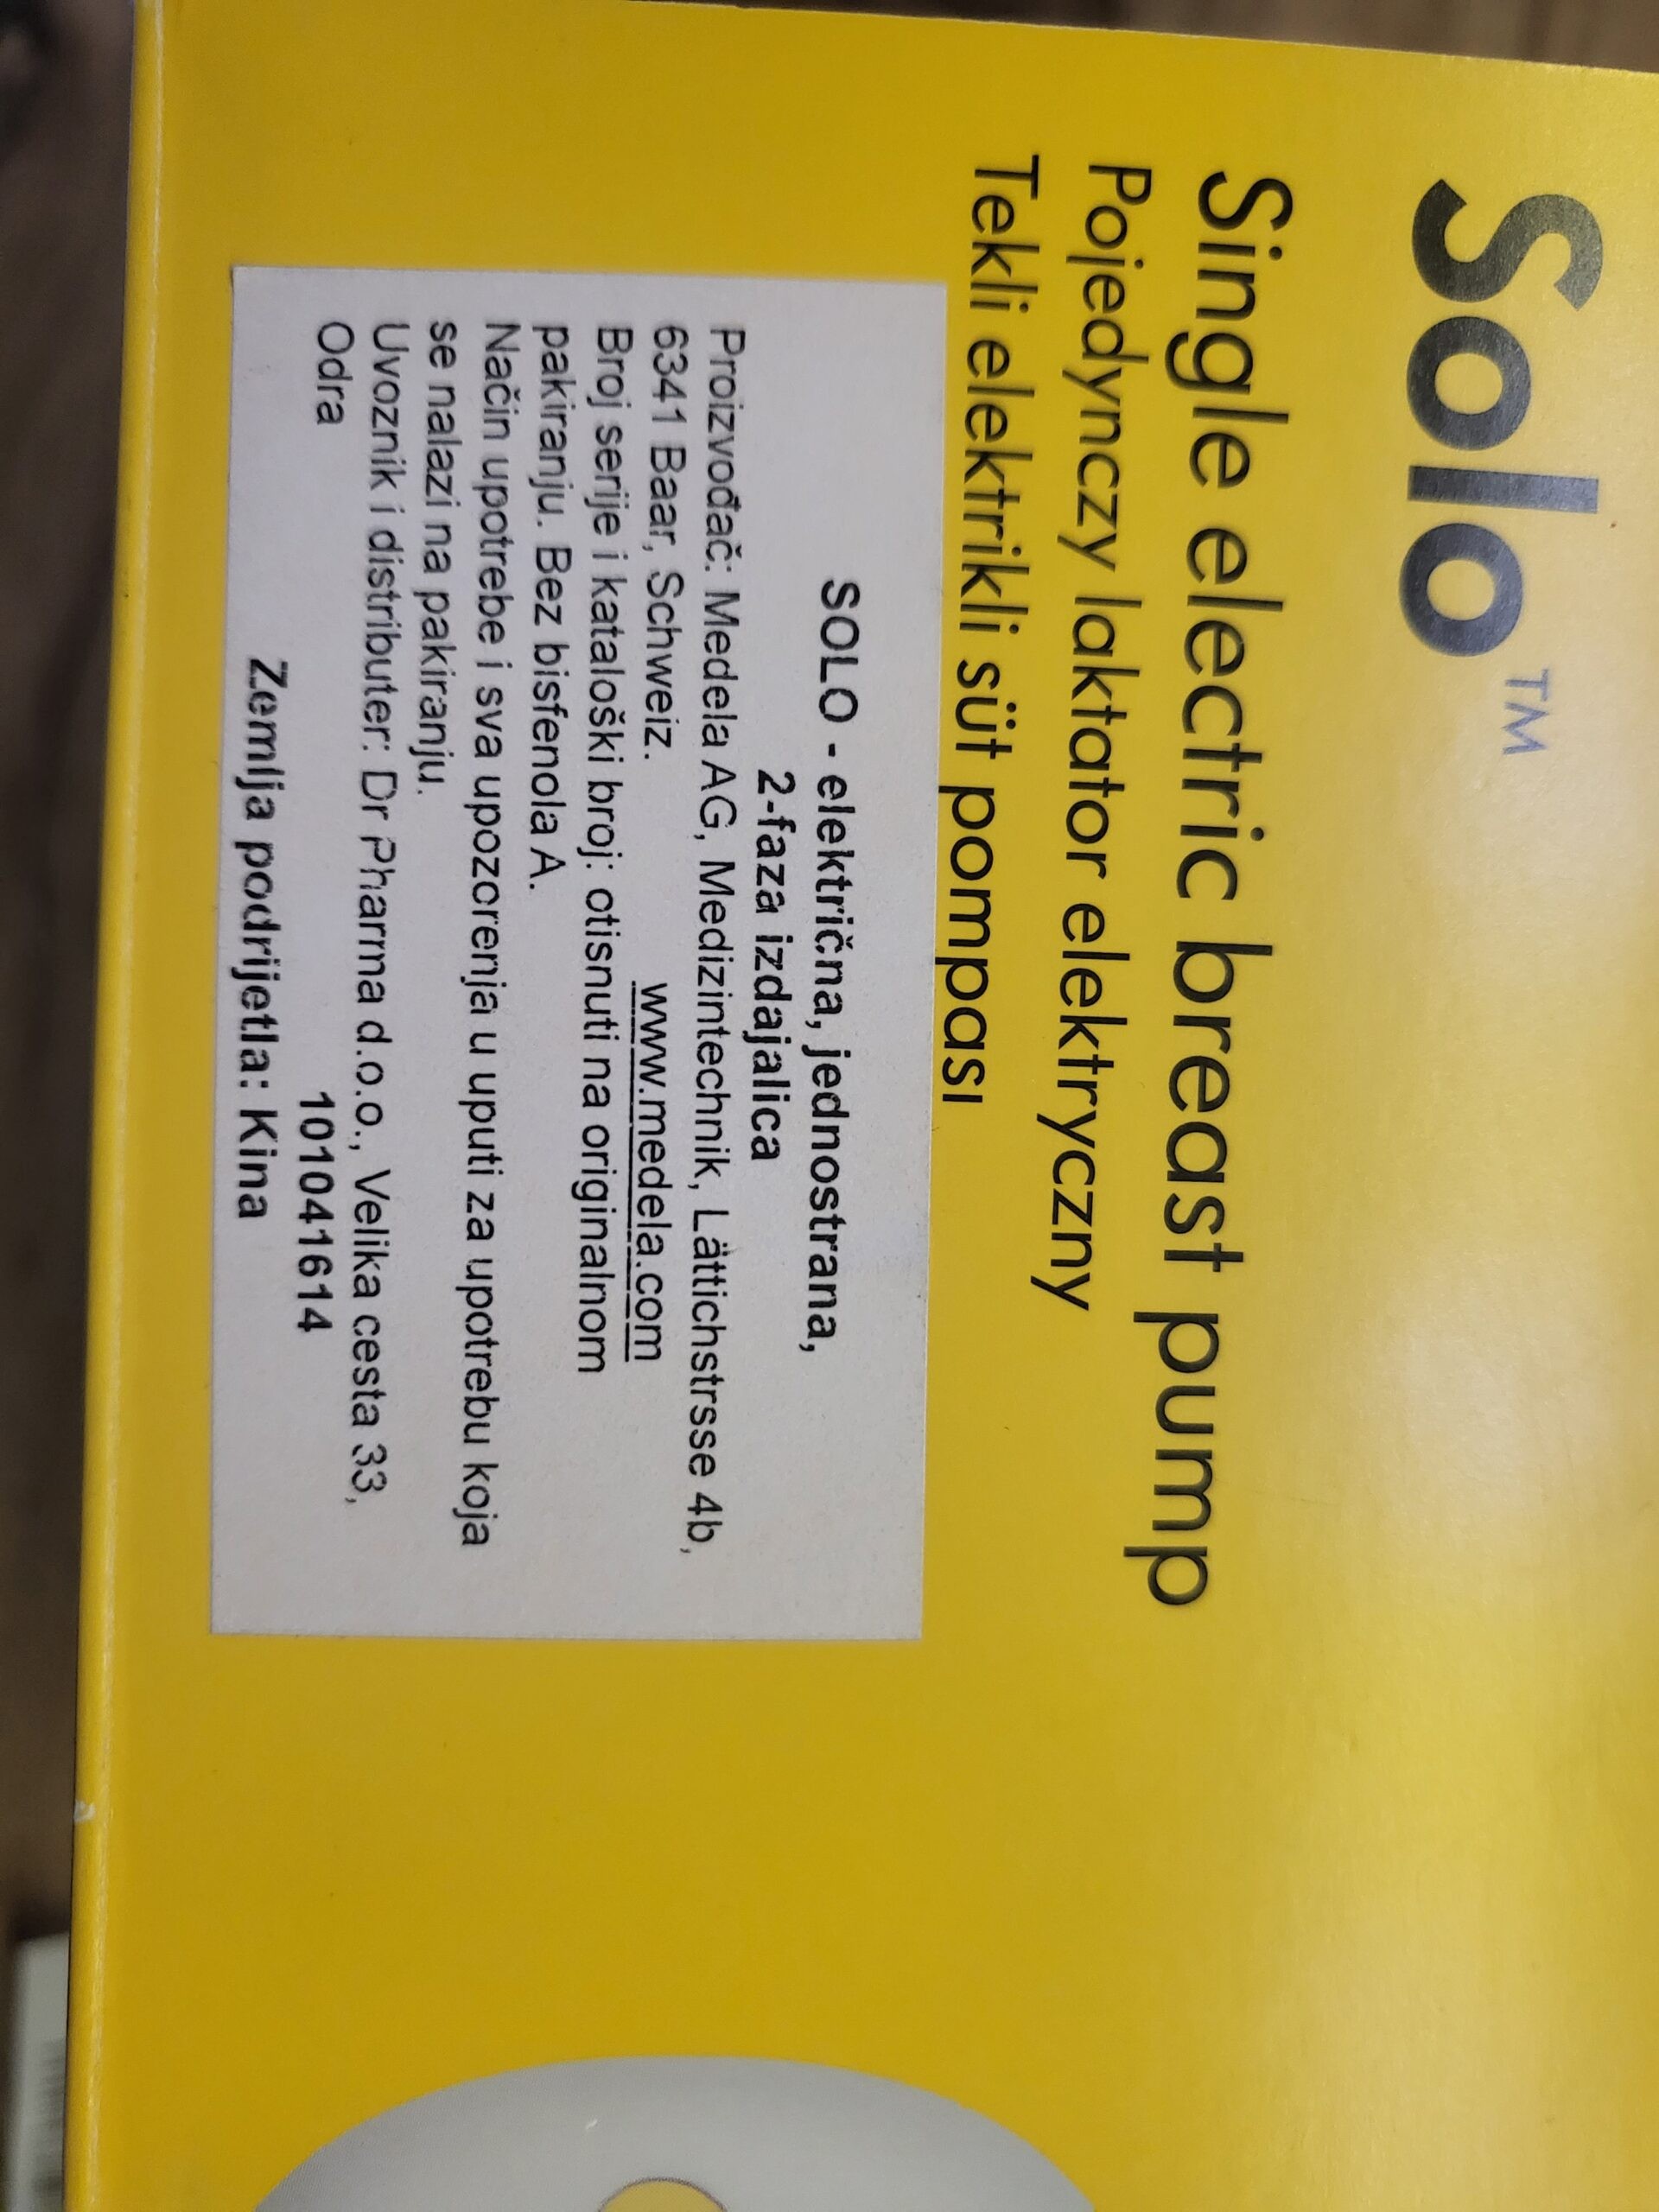 Solo™
Single electric breast pump
Pojedynczy laktator elektryczny
Tekli elektrikli süt pompası
SOLO - električna, jednostrana,
2-faza izdajalica
Proizvođač: Medela AG, Medizintechnik, Lättichstrsse 4b,
6341 Baar, Schweiz. www.medela.com
Broj serije i kataloški broj: otisnuti na originalnom
pakiranju. Bez bisfenola A.
Način upotrebe i sva upozorenja u uputi za upotrebu koja
se nalazi na pakiranju.
Uvoznik i distributer: Dr Pharma d.o.o., Velika cesta 33,
Odra 101041614
Zemlja podrijetla: Kina